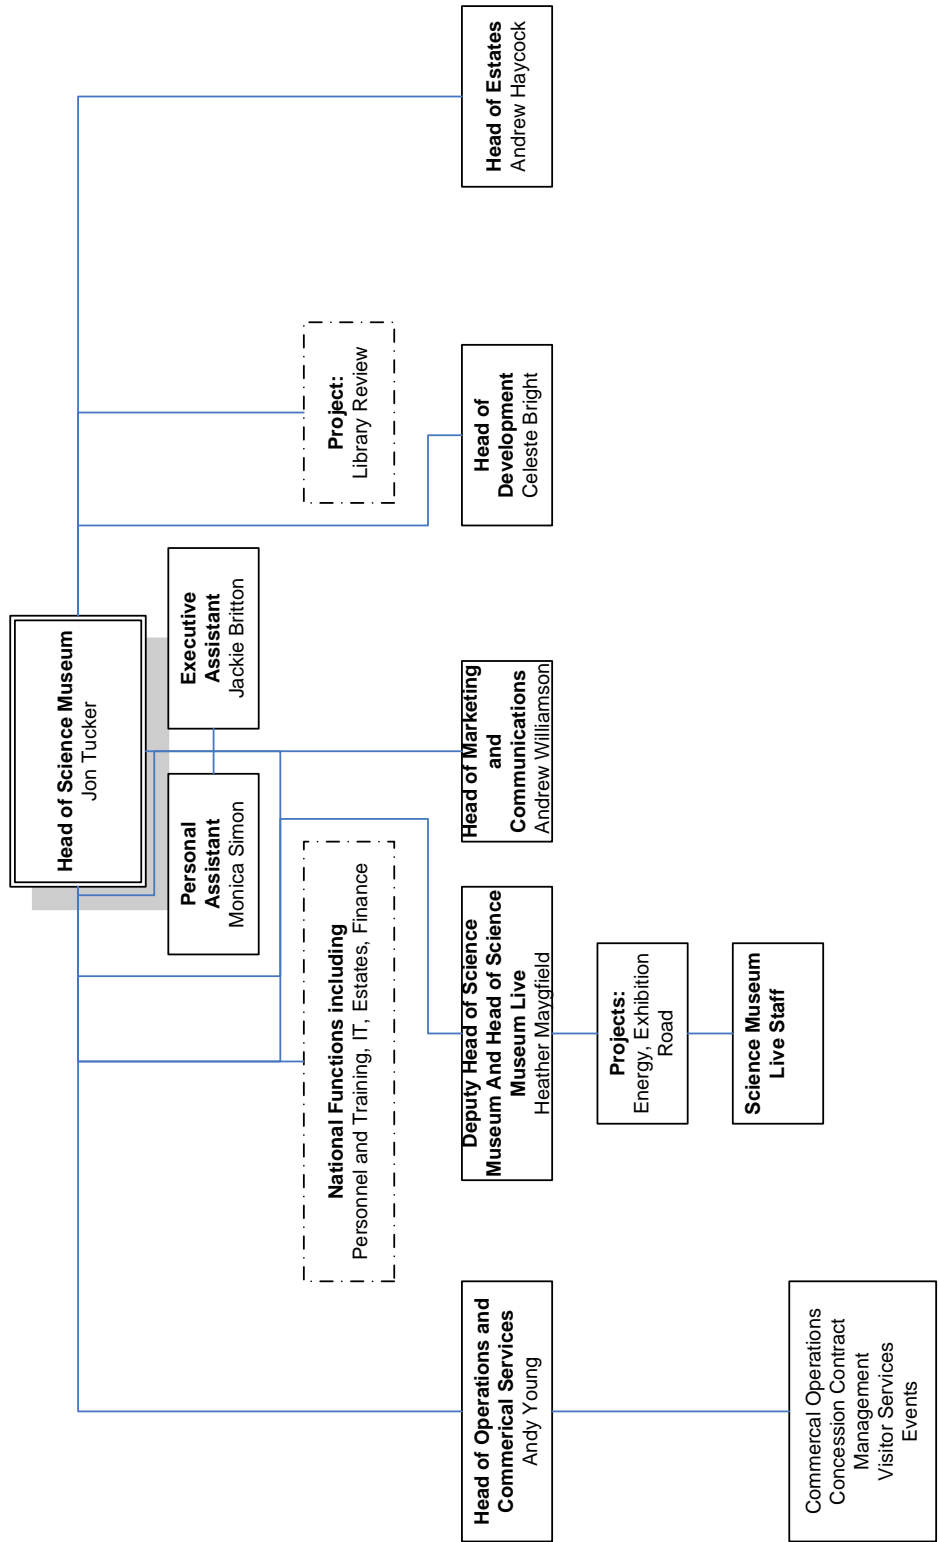 Head of Science Museum
Jon Tucker
Personal
Assistant
Monica Simon
Executive
Assistant
Jackie Britton
National Functions including
Personnel and Training, IT, Estates, Finance
Project:
Library Review
Head of Operations and
Commerical Services
Andy Young
Deputy Head of Science
Museum And Head of Science
Museum Live
Heather Maygfield
Head of Marketing
and
Communications
Andrew Williamson
Head of
Development
Celeste Bright
Head of Estates
Andrew Haycock
Projects:
Energy, Exhibition
Road
Science Museum
Live Staff
Commercal Operations
Concession Contract
Management
Visitor Services
Events